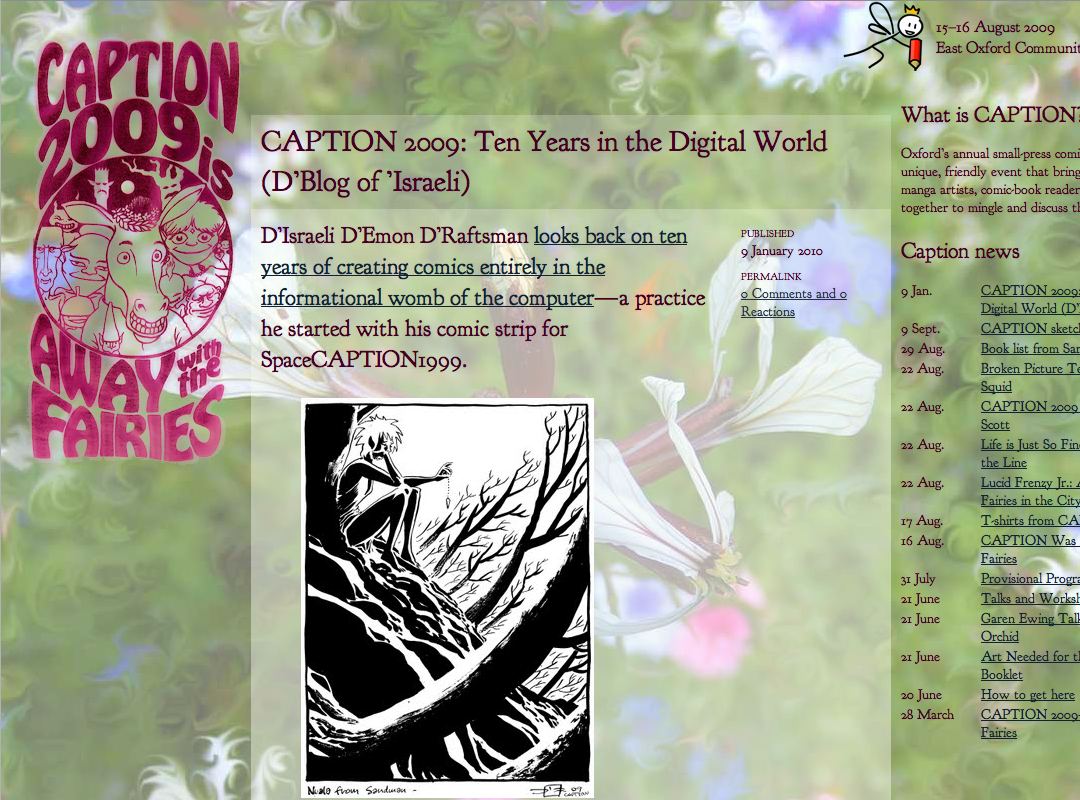 CAPTION
2009 is
AWAY with
the
FAIRIES
15–16 August 2009
East Oxford Communit
CAPTION 2009: Ten Years in the Digital World
(D’Blog of ’Israeli)
D’Israeli D’Emon D’Raftsman looks back on ten
years of creating comics entirely in the
informational womb of the computer—a practice
he started with his comic strip for
SpaceCAPTION1999.
PUBLISHED
9 January 2010
PERMALINK
0 Comments and 0
Reactions
Nuala from Sandman -
What is CAPTION?
Oxford’s annual small-press comi
unique, friendly event that bring
manga artists, comic-book reader
together to mingle and discuss th
Caption news
9 Jan. CAPTION 2009:
Digital World (D’
9 Sept. CAPTION sketc
29 Aug. Book list from Sar
22 Aug. Broken Picture Te
Squid
22 Aug. CAPTION 2009
Scott
22 Aug. Life is Just So Fin
the Line
22 Aug. Lucid Frenzy Jr.: A
Fairies in the City
17 Aug. T-shirts from CA
16 Aug. CAPTION Was
Fairies
31 July Provisional Progra
21 June Talks and Worksh
21 June Garen Ewing Talk
Orchid
21 June Art Needed for th
Booklet
20 June How to get here
28 March CAPTION 2009
Fairies